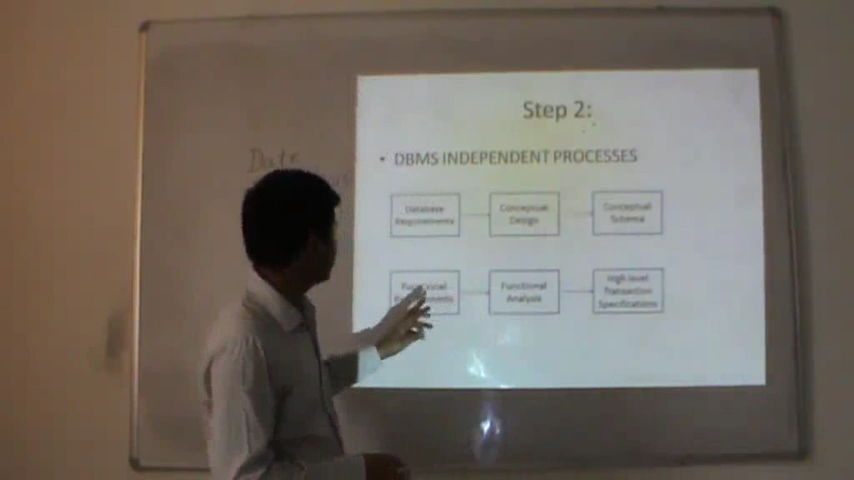 Date
Step 2:
• DBMS INDEPENDENT PROCESSES
Database
Requirements
Conceptual
Design
Conceptual
Schema
Functional
Analysis
High level
Transaction
Specifications